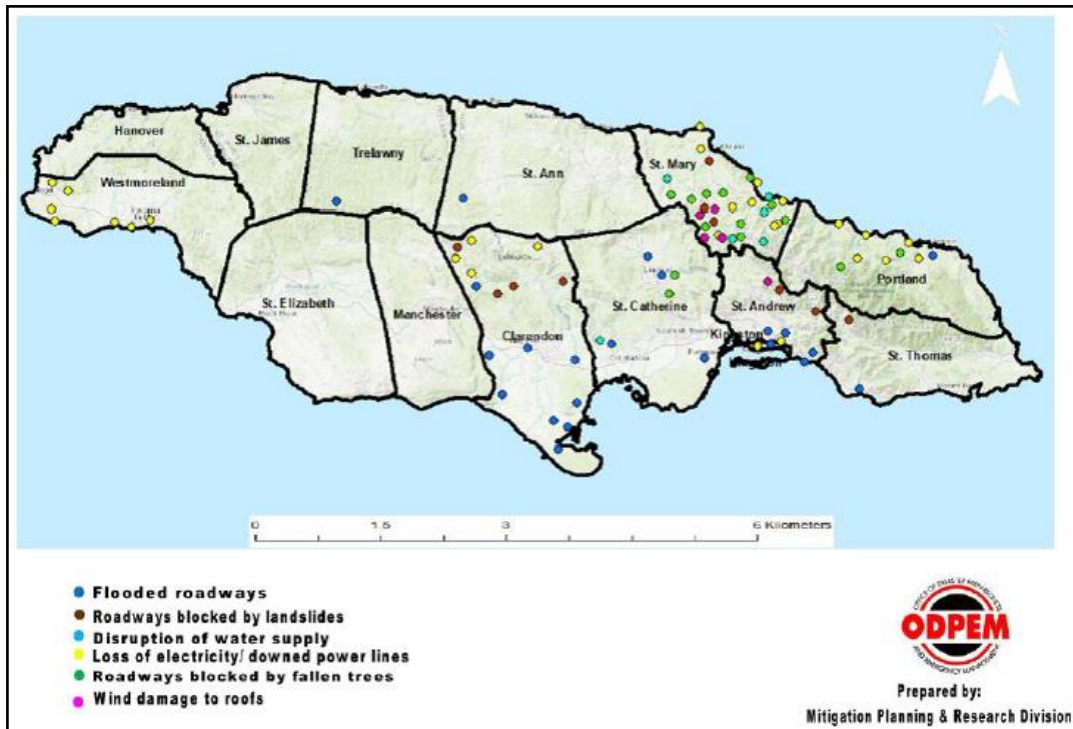 Hanover
St. James
Trelawny
St. Ann
St. Mary
Westmoreland
Portland
St. Elizabeth
Manchester
St. Catherine
St. Andrew
Clarendon
Kingston
St. Thomas
0 1.5 3 6 Kilometers
Flooded roadways
Roadways blocked by landslides
Disruption of water supply
Loss of electricity/ downed power lines
Roadways blocked by fallen trees
Wind damage to roofs
ODPEM
Prepared by:
Mitigation Planning & Research Division